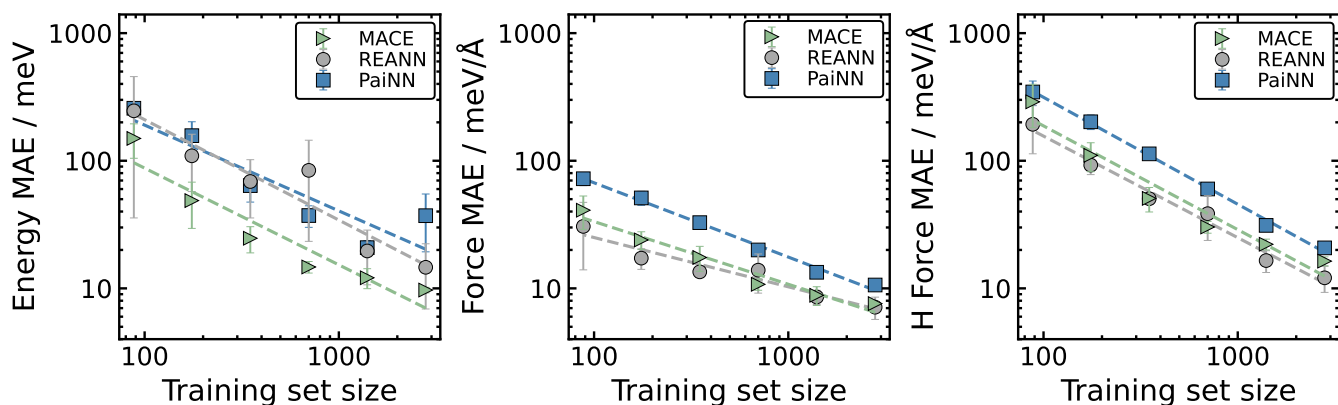 Energy MAE / meV
1000
100
10
MACE
REANN
PaiNN
100
1000
Training set size
Force MAE / meV/Å
1000
100
10
MACE
REANN
PaiNN
100
1000
Training set size
H Force MAE / meV/Å
1000
100
10
MACE
REANN
PaiNN
100
1000
Training set size